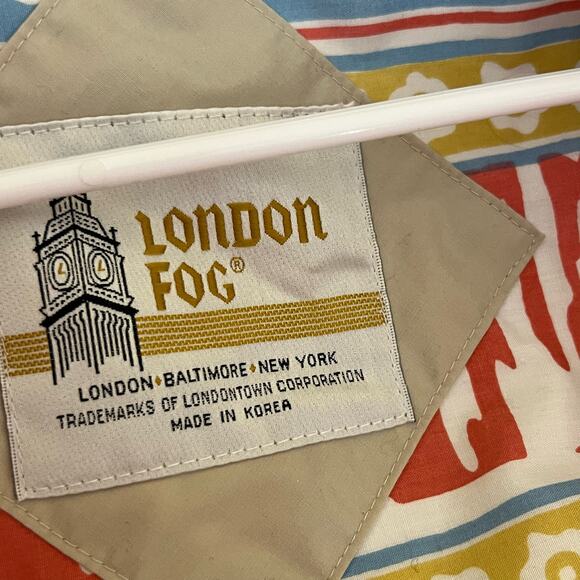 LONDON
FOG®
LONDON♦BALTIMORE♦NEW YORK
TRADEMARKS OF LONDONTOWN CORPORATION
MADE IN KOREA